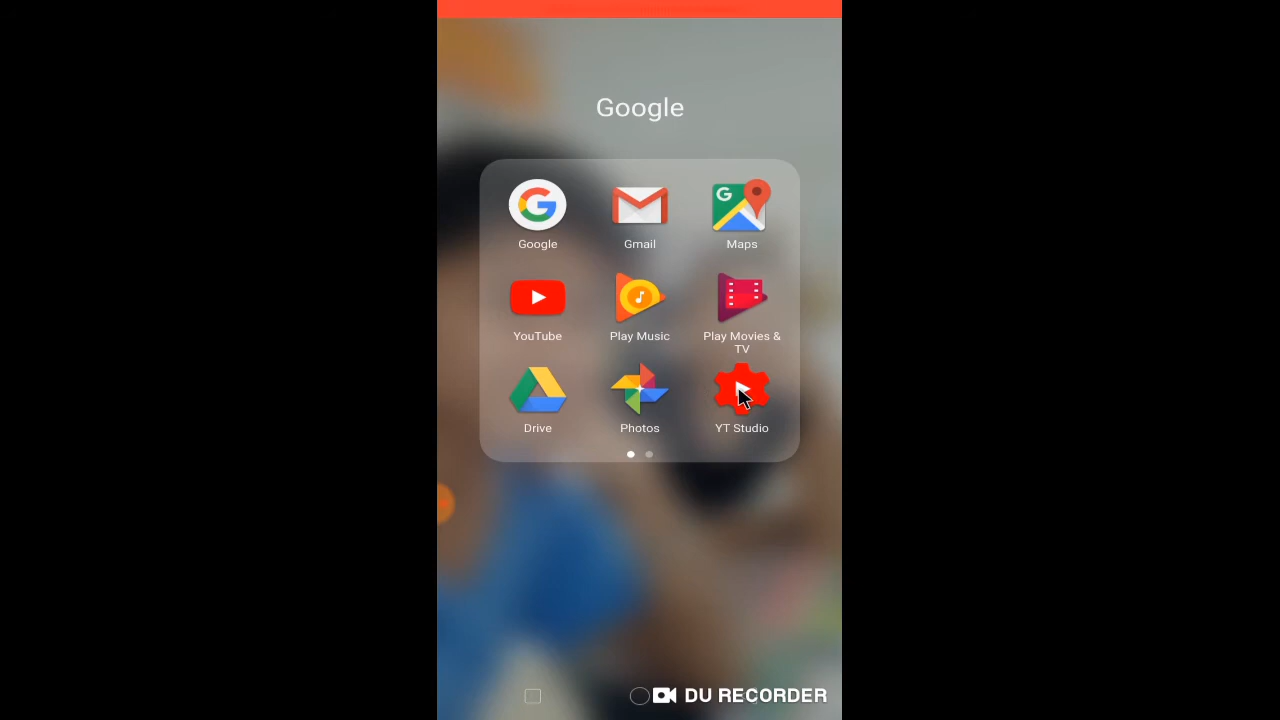 Google
Google
Gmail
Maps
YouTube
Play Music
Play Movies &
TV
Drive
Photos
YT Studio
DU RECORDER